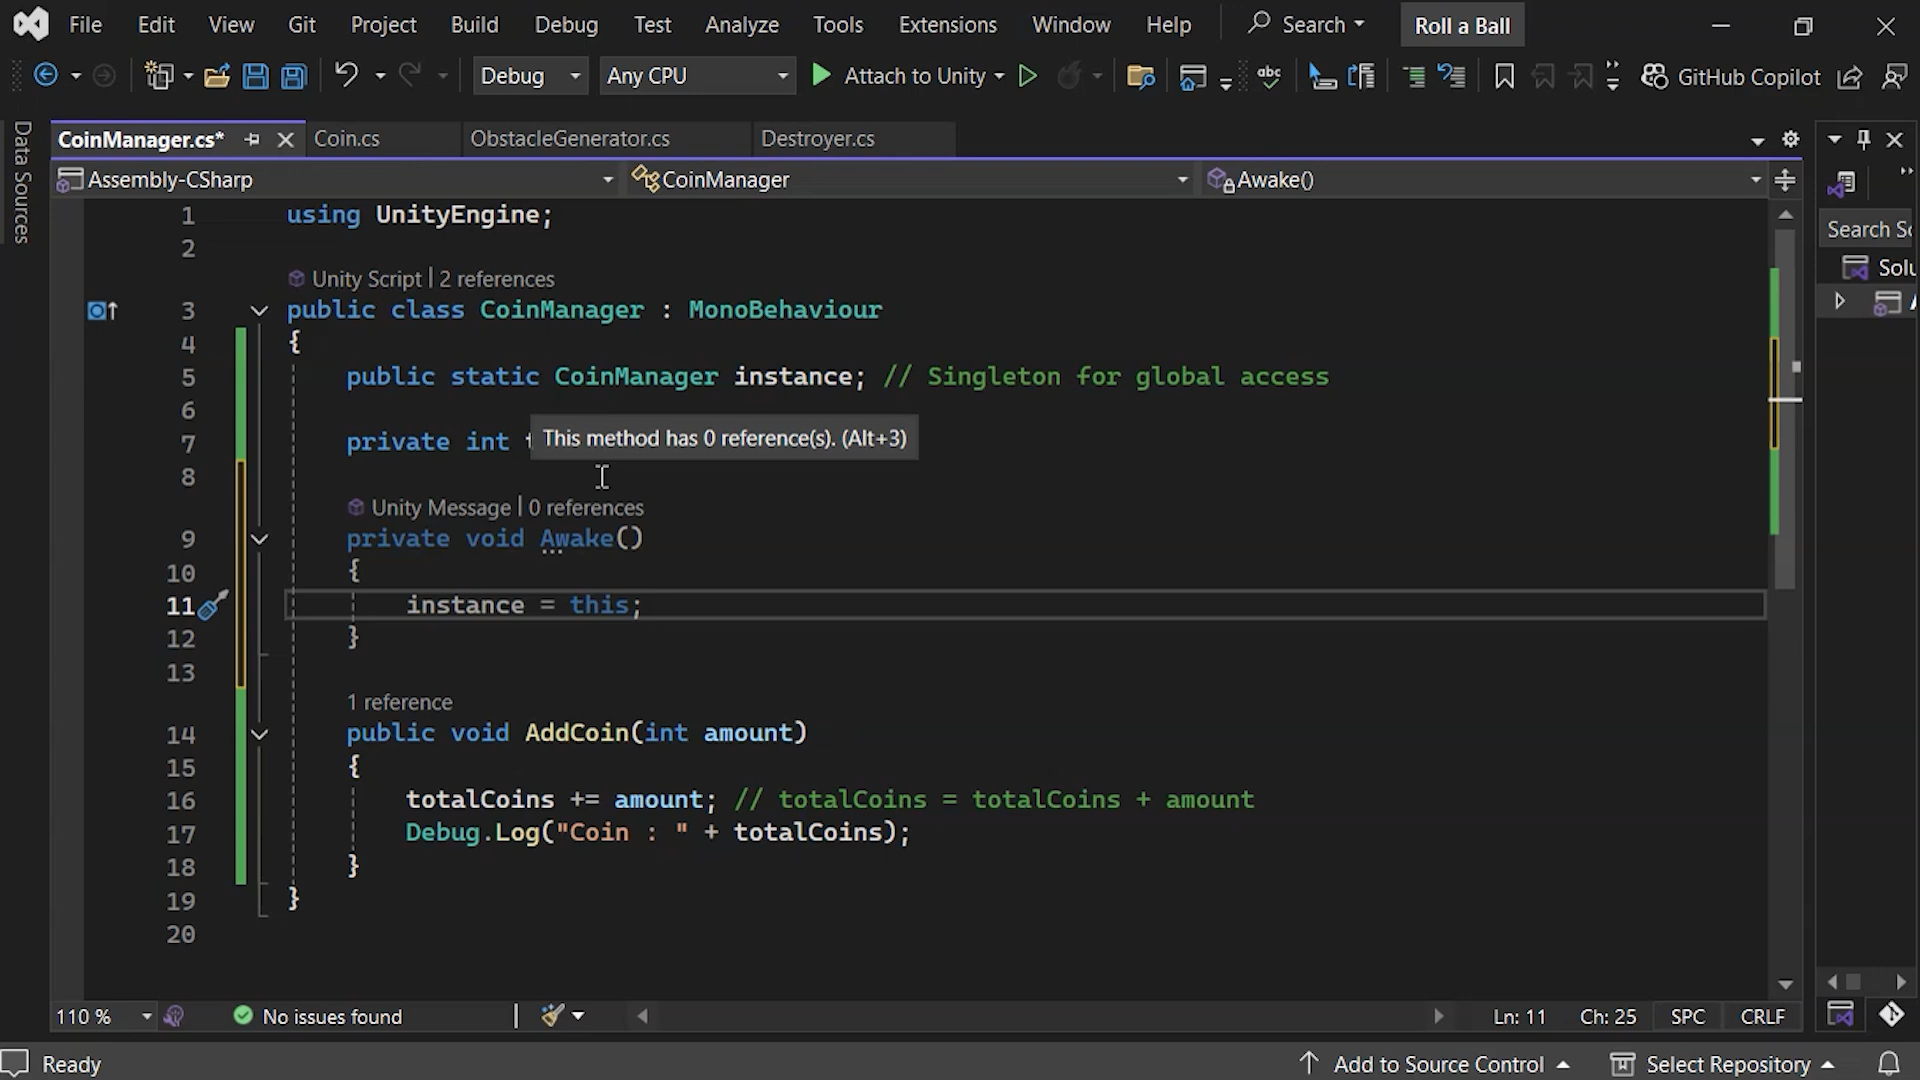 File Edit View Git Project Build Debug Test Analyze Tools Extensions Window Help Search Roll a Ball
Debug Any CPU Attach to Unity GitHub Copilot
Data Sources
CoinManager.cs* Coin.cs ObstacleGenerator.cs Destroyer.cs
Assembly-CSharp CoinManager Awake()
1 using UnityEngine;
2
Unity Script | 2 references
3 public class CoinManager : MonoBehaviour
4 {
5 public static CoinManager instance; // Singleton for global access
6
7 private int
This method has 0 reference(s). (Alt+3)
8
Unity Message | 0 references
9 private void Awake()
10 {
11 instance = this;
12 }
13
1 reference
14 public void AddCoin(int amount)
15 {
16 totalCoins += amount; // totalCoins = totalCoins + amount
17 Debug.Log("Coin : " + totalCoins);
18 }
19 }
20
Search
110 % No issues found Ln: 11 Ch: 25 SPC CRLF
Ready Add to Source Control Select Repository